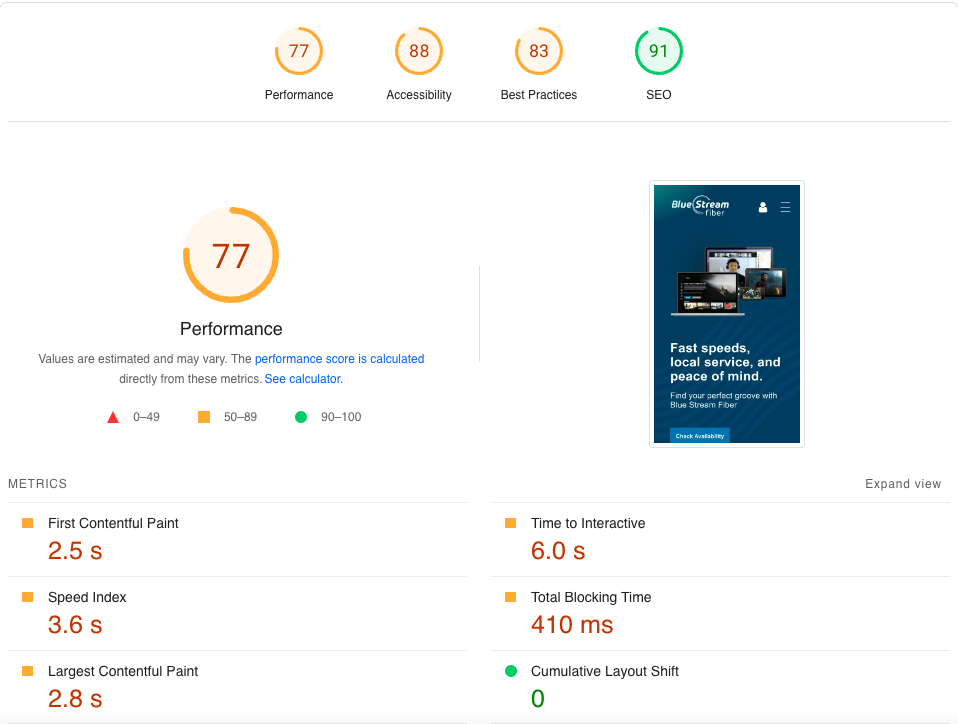 77
88
83
91
Performance
Accessibility
Best Practices
SEO
77
Performance
Values are estimated and may vary. The performance score is calculated
directly from these metrics. See calculator.
0–49
50–89
90–100
Blue Stream
fiber
Fast speeds,
local service, and
peace of mind.
Find your perfect groove with
Blue Stream Fiber
Check Availability
METRICS
Expand view
First Contentful Paint
2.5 s
Time to Interactive
6.0 s
Speed Index
3.6 s
Total Blocking Time
410 ms
Largest Contentful Paint
2.8 s
Cumulative Layout Shift
0